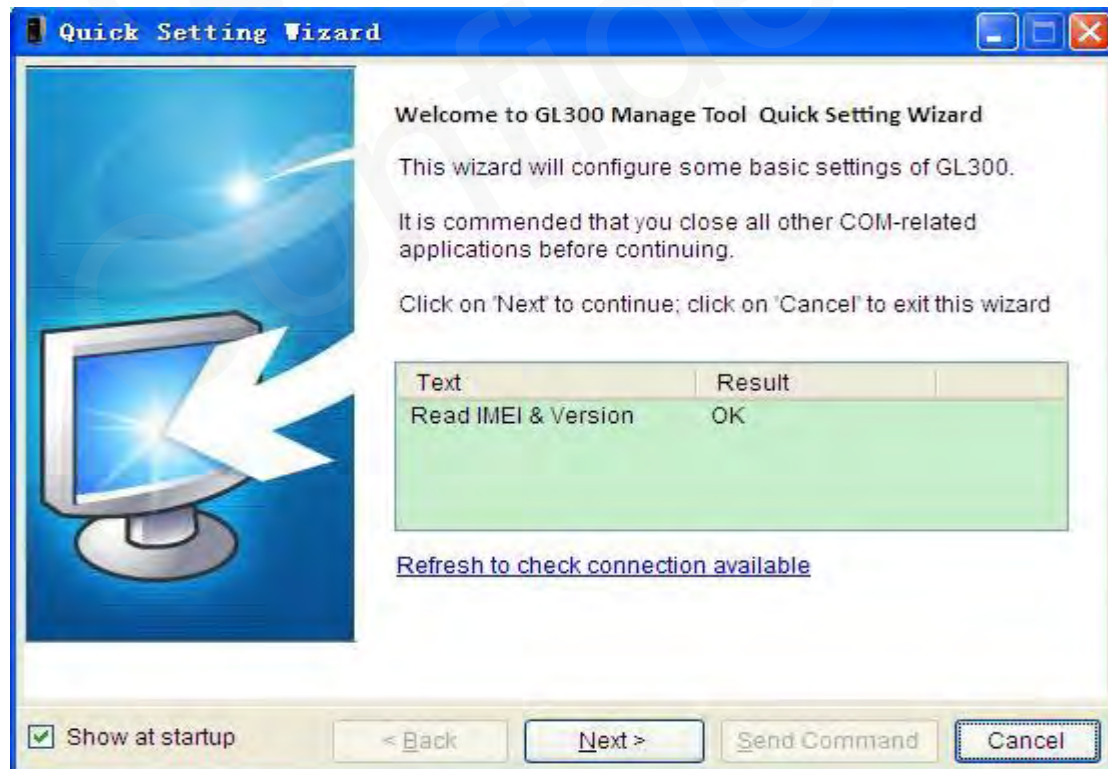 Quick Setting Wizard
Welcome to GL300 Manage Tool Quick Setting Wizard
This wizard will configure some basic settings of GL300.
It is commended that you close all other COM-related
applications before continuing.
Click on 'Next' to continue; click on 'Cancel' to exit this wizard
Text Result
Read IMEI & Version OK
Refresh to check connection available
Show at startup < Back Next > Send Command Cancel